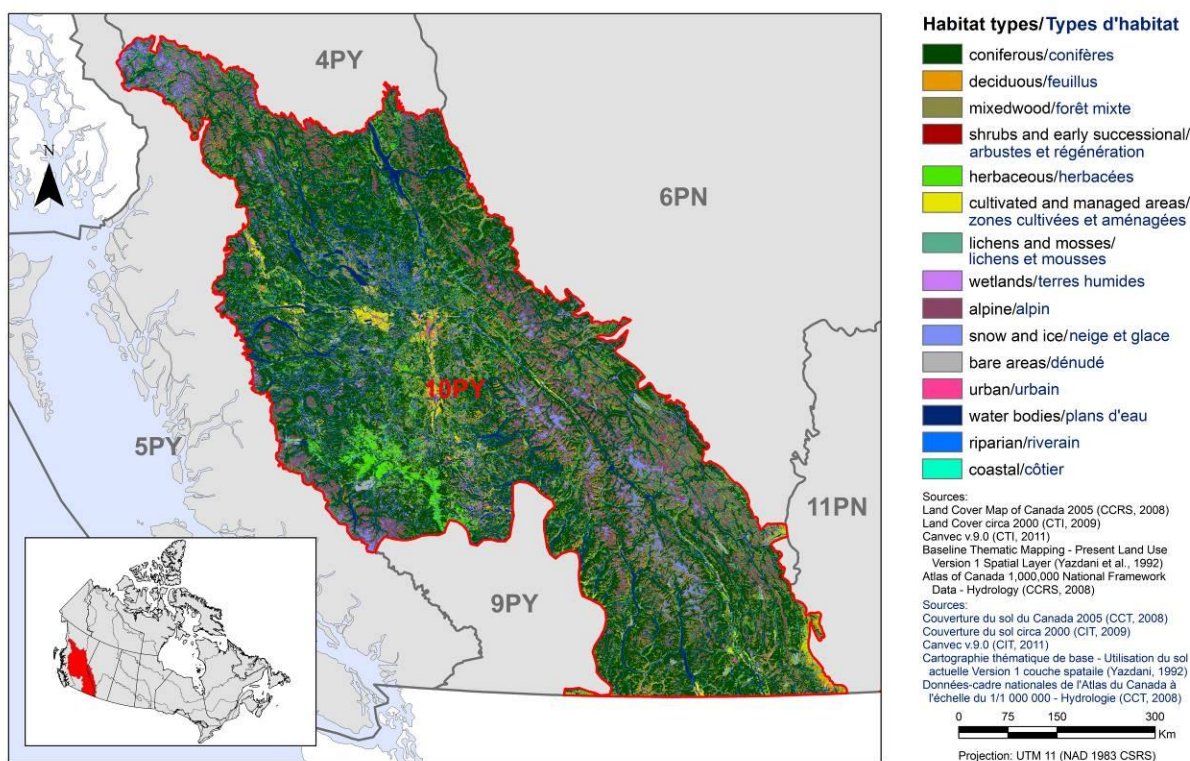 4PY
N
6PN
10PY
5PY
11PN
9PY
Habitat types/Types d'habitat
coniferous/conifères
deciduous/feuillus
mixedwood/forêt mixte
shrubs and early successional/
arbustes et régénération
herbaceous/herbacées
cultivated and managed areas/
zones cultivées et aménagées
lichens and mosses/
lichens et mousses
wetlands/terres humides
alpine/alpin
snow and ice/neige et glace
bare areas/dénudé
urban/urbain
water bodies/plans d'eau
riparian/riverain
coastal/côtier
Sources:
Land Cover Map of Canada 2005 (CCRS, 2008)
Land Cover circa 2000 (CTI, 2009)
Canvec v.9.0 (CTI, 2011)
Baseline Thematic Mapping - Present Land Use
Version 1 Spatial Layer (Yazdani et al., 1992)
Atlas of Canada 1,000,000 National Framework
Data - Hydrology (CCRS, 2008)
Sources:
Couverture du sol du Canada 2005 (CCT, 2008)
Couverture du sol circa 2000 (CIT, 2009)
Canvec v.9.0 (CIT, 2011)
Cartographie thématique de base - Utilisation du sol
actuelle Version 1 couche spataile (Yazdani, 1992)
Données-cadre nationales de l'Atlas du Canada à
l'échelle du 1/1 000 000 - Hydrologie (CCT, 2008)
0 75 150 300
Km
Projection: UTM 11 (NAD 1983 CSRS)